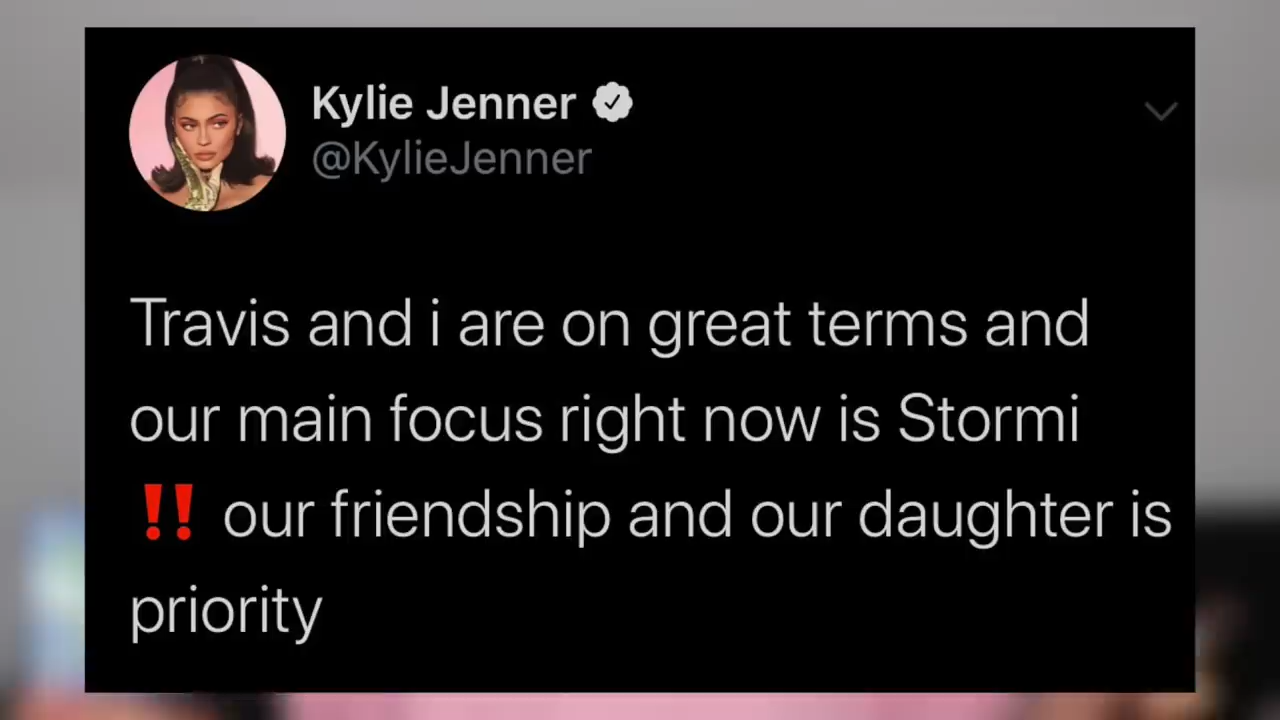 Kylie Jenner
@KylieJenner
Travis and i are on great terms and
our main focus right now is Stormi
‼️ our friendship and our daughter is
priority